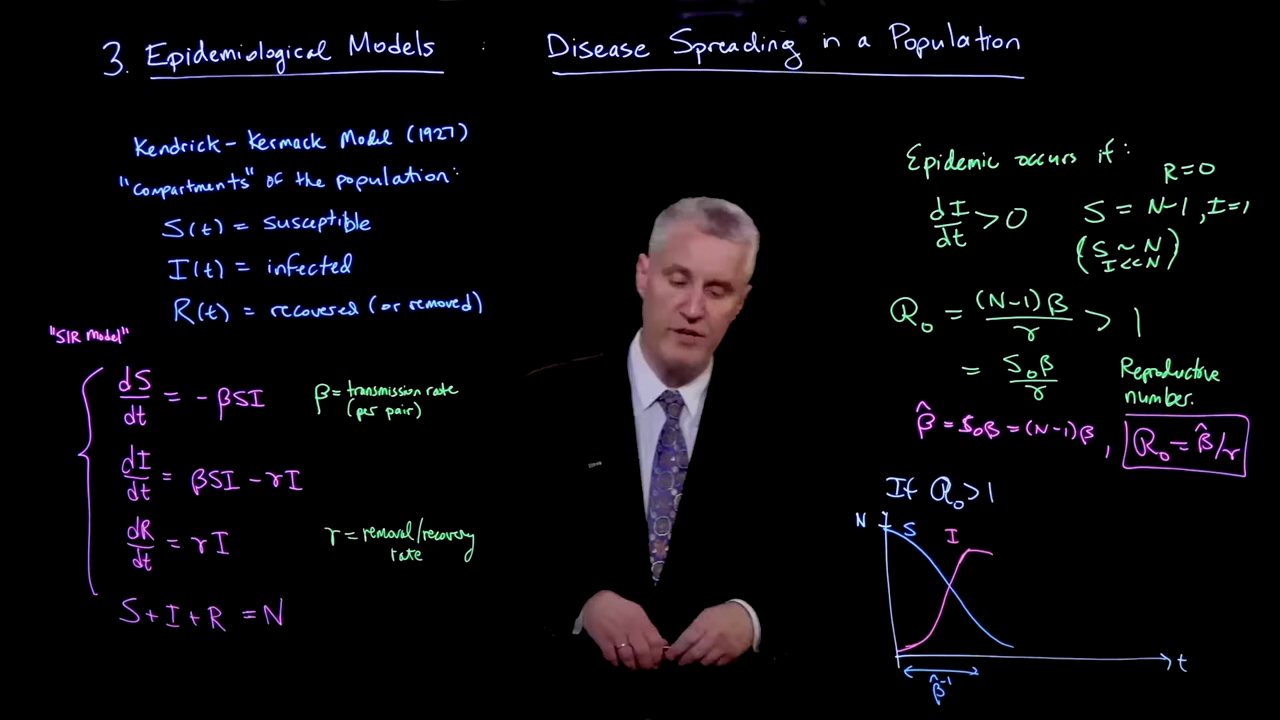 3. Epidemiological Models : Disease Spreading in a Population
Kendrick - Kermack Model (1927)
"compartments" of the population:
S(t) = susceptible
I(t) = infected
R(t) = recovered (or removed)
"SIR Model"
dS/dt = - βSI
β = transmission rate
(per pair)
dI/dt = βSI - γI
dR/dt = γI
γ = removal/recovery
rate
S + I + R = N
Epidemic occurs if:
R=0
dI/dt > 0
S = N-1, I=1
(S ~ N
I << N)
R₀ = (N-1)β/γ > 1
= S₀β/γ
Reproductive
number.
β̂ = S₀β = (N-1)β, R₀ = β̂/γ
If R₀ > 1
N
S
I
t
β̂⁻¹